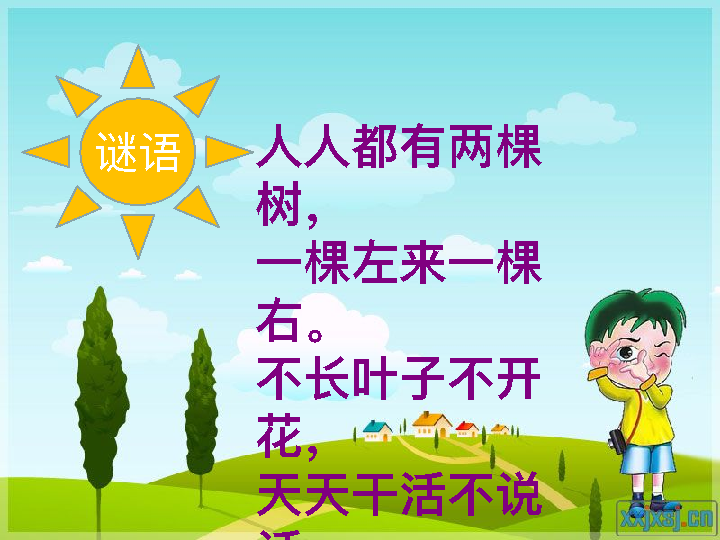 谜语
人人都有两棵
树，
一棵左来一棵
右。
不长叶子不开
花，
天天干活不说
xxjxsj.cn